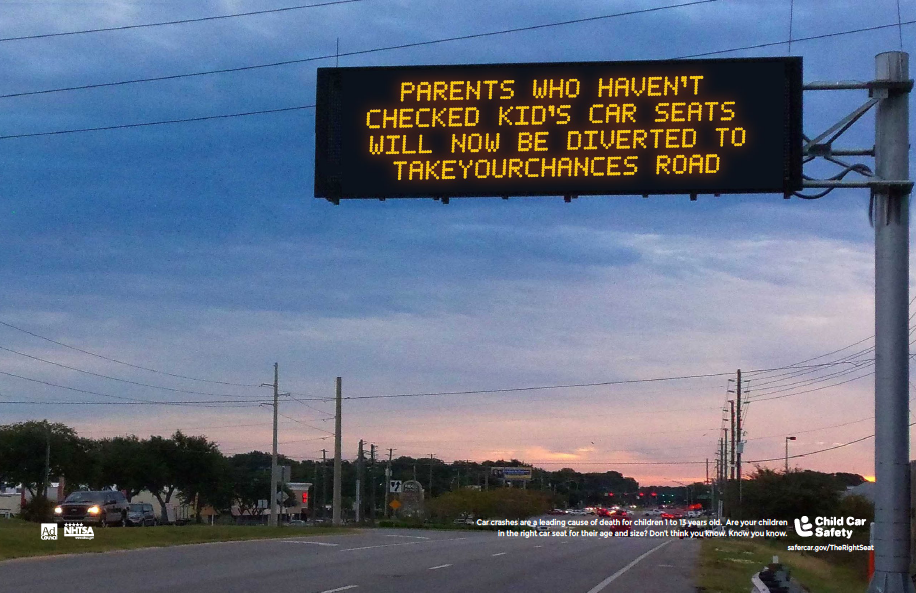 PARENTS WHO HAVEN'T
CHECKED KID'S CAR SEATS
WILL NOW BE DIVERTED TO
TAKEYOURCHANCES ROAD
Ad
COUNCIL
NHTSA
Car crashes are a leading cause of death for children 1 to 13 years old. Are your children
in the right car seat for their age and size? Don't think you know. Know you know.
Child Car
Safety
safercar.gov/TheRightSeat